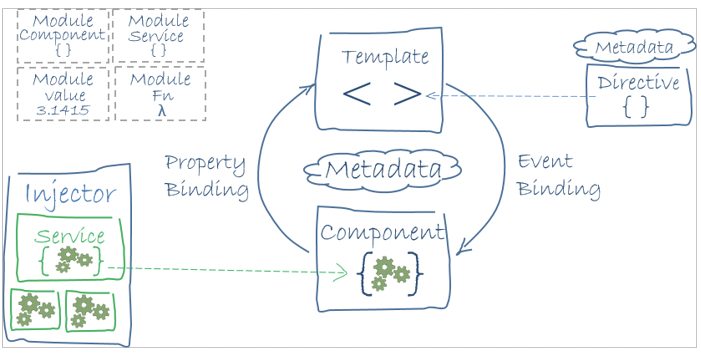 Module
Component
{ }
Module
Service
{ }
Module
value
3.1415
Module
Fn
λ
Template
< >
Metadata
Directive
{ }
Property
Binding
Metadata
Event
Binding
Injector
Service
{ }
Component
{ }